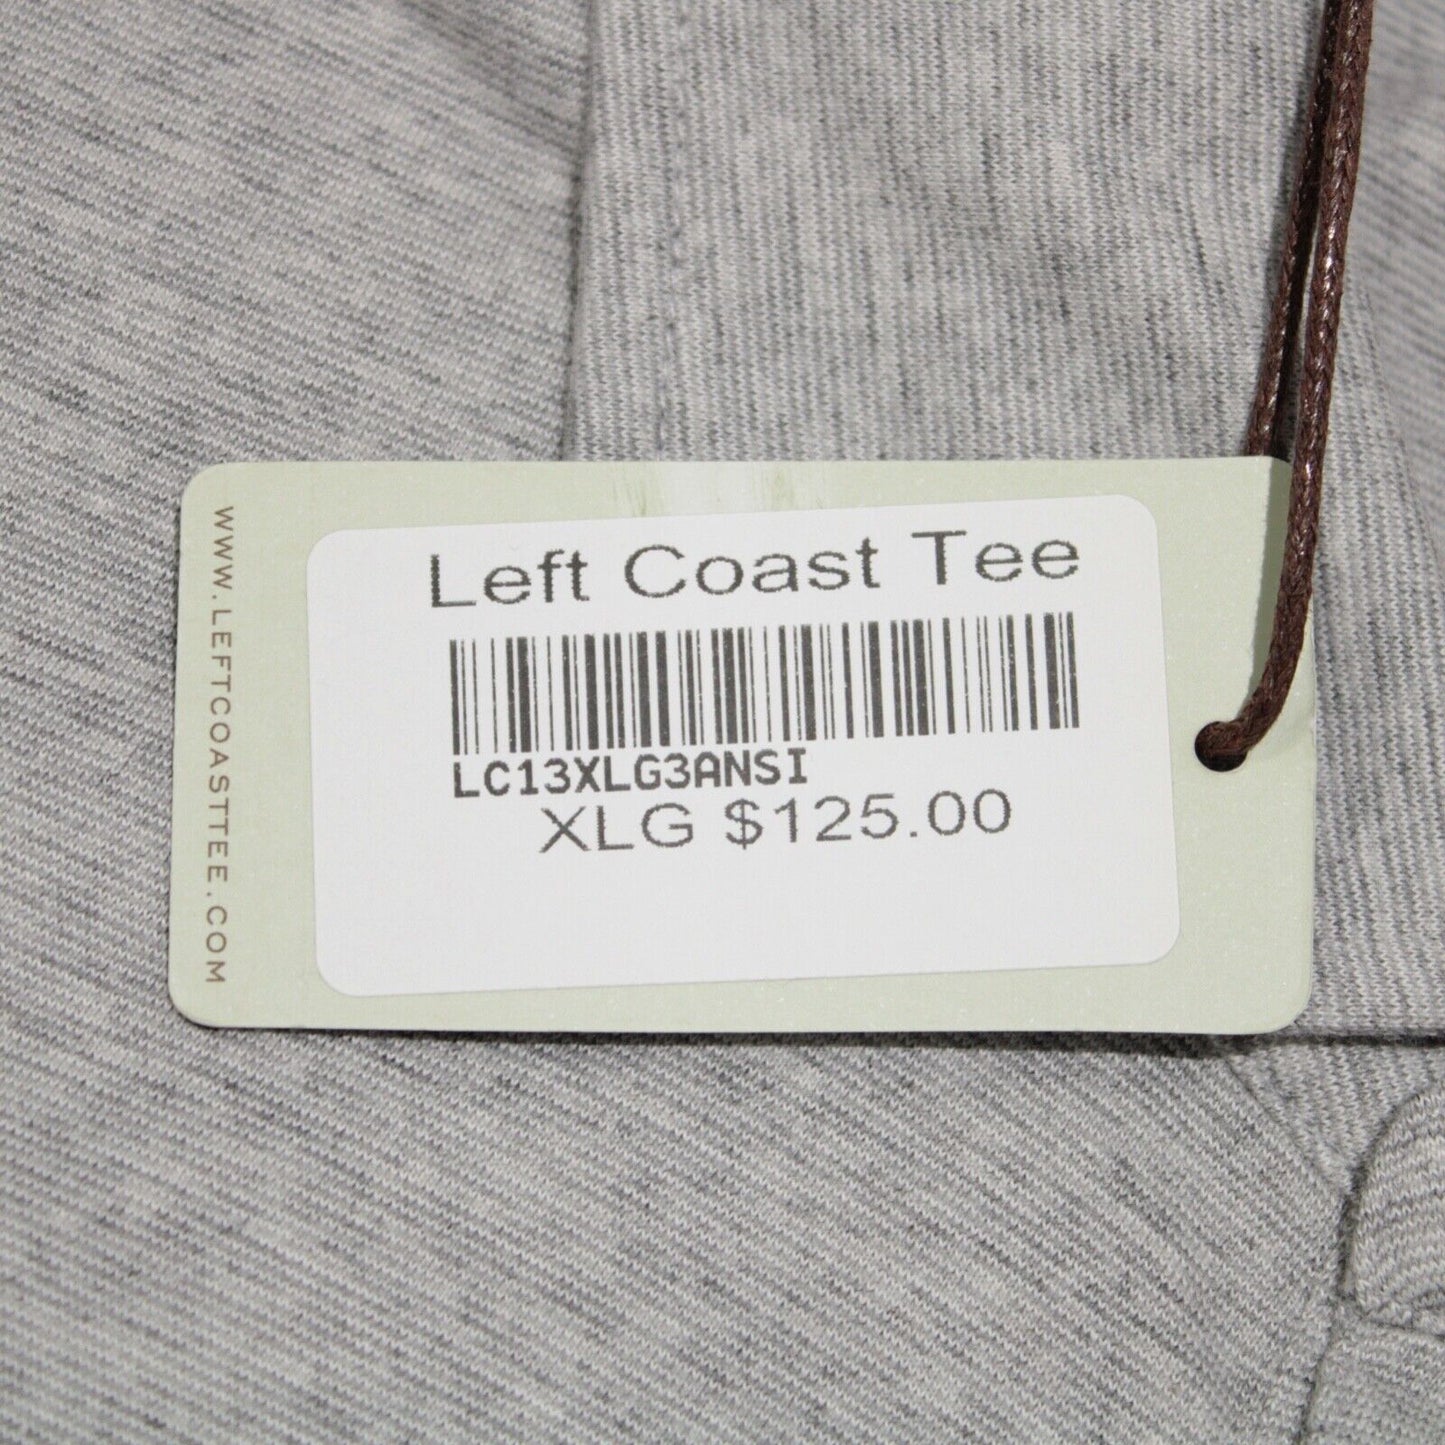 WWW.LEFTCOASTTEE.COM
Left Coast Tee
LC13XLG3ANSI
XLG $125.00